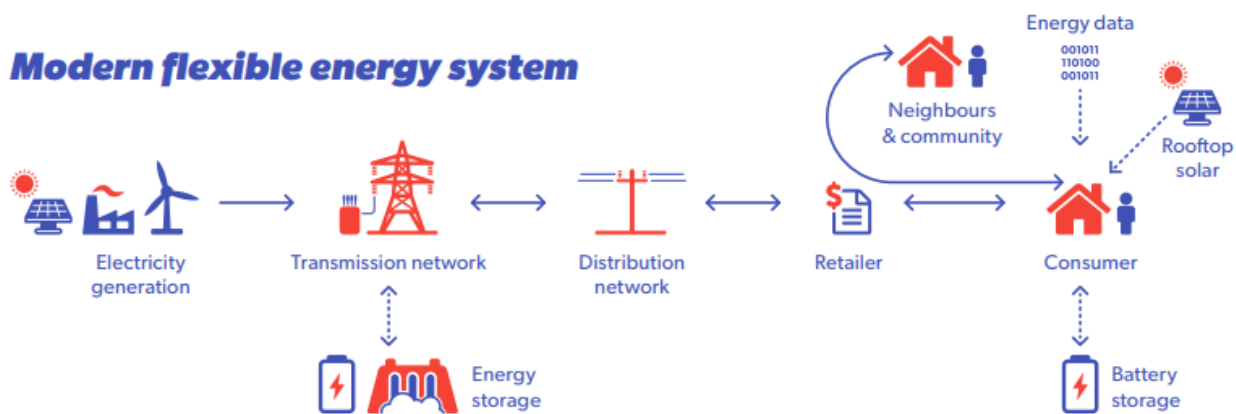 Modern flexible energy system
Energy data
001011
110100
001011
Neighbours
& community
Rooftop
solar
$
Electricity
generation
Transmission network
Distribution
network
Retailer
Consumer
Energy
storage
Battery
storage